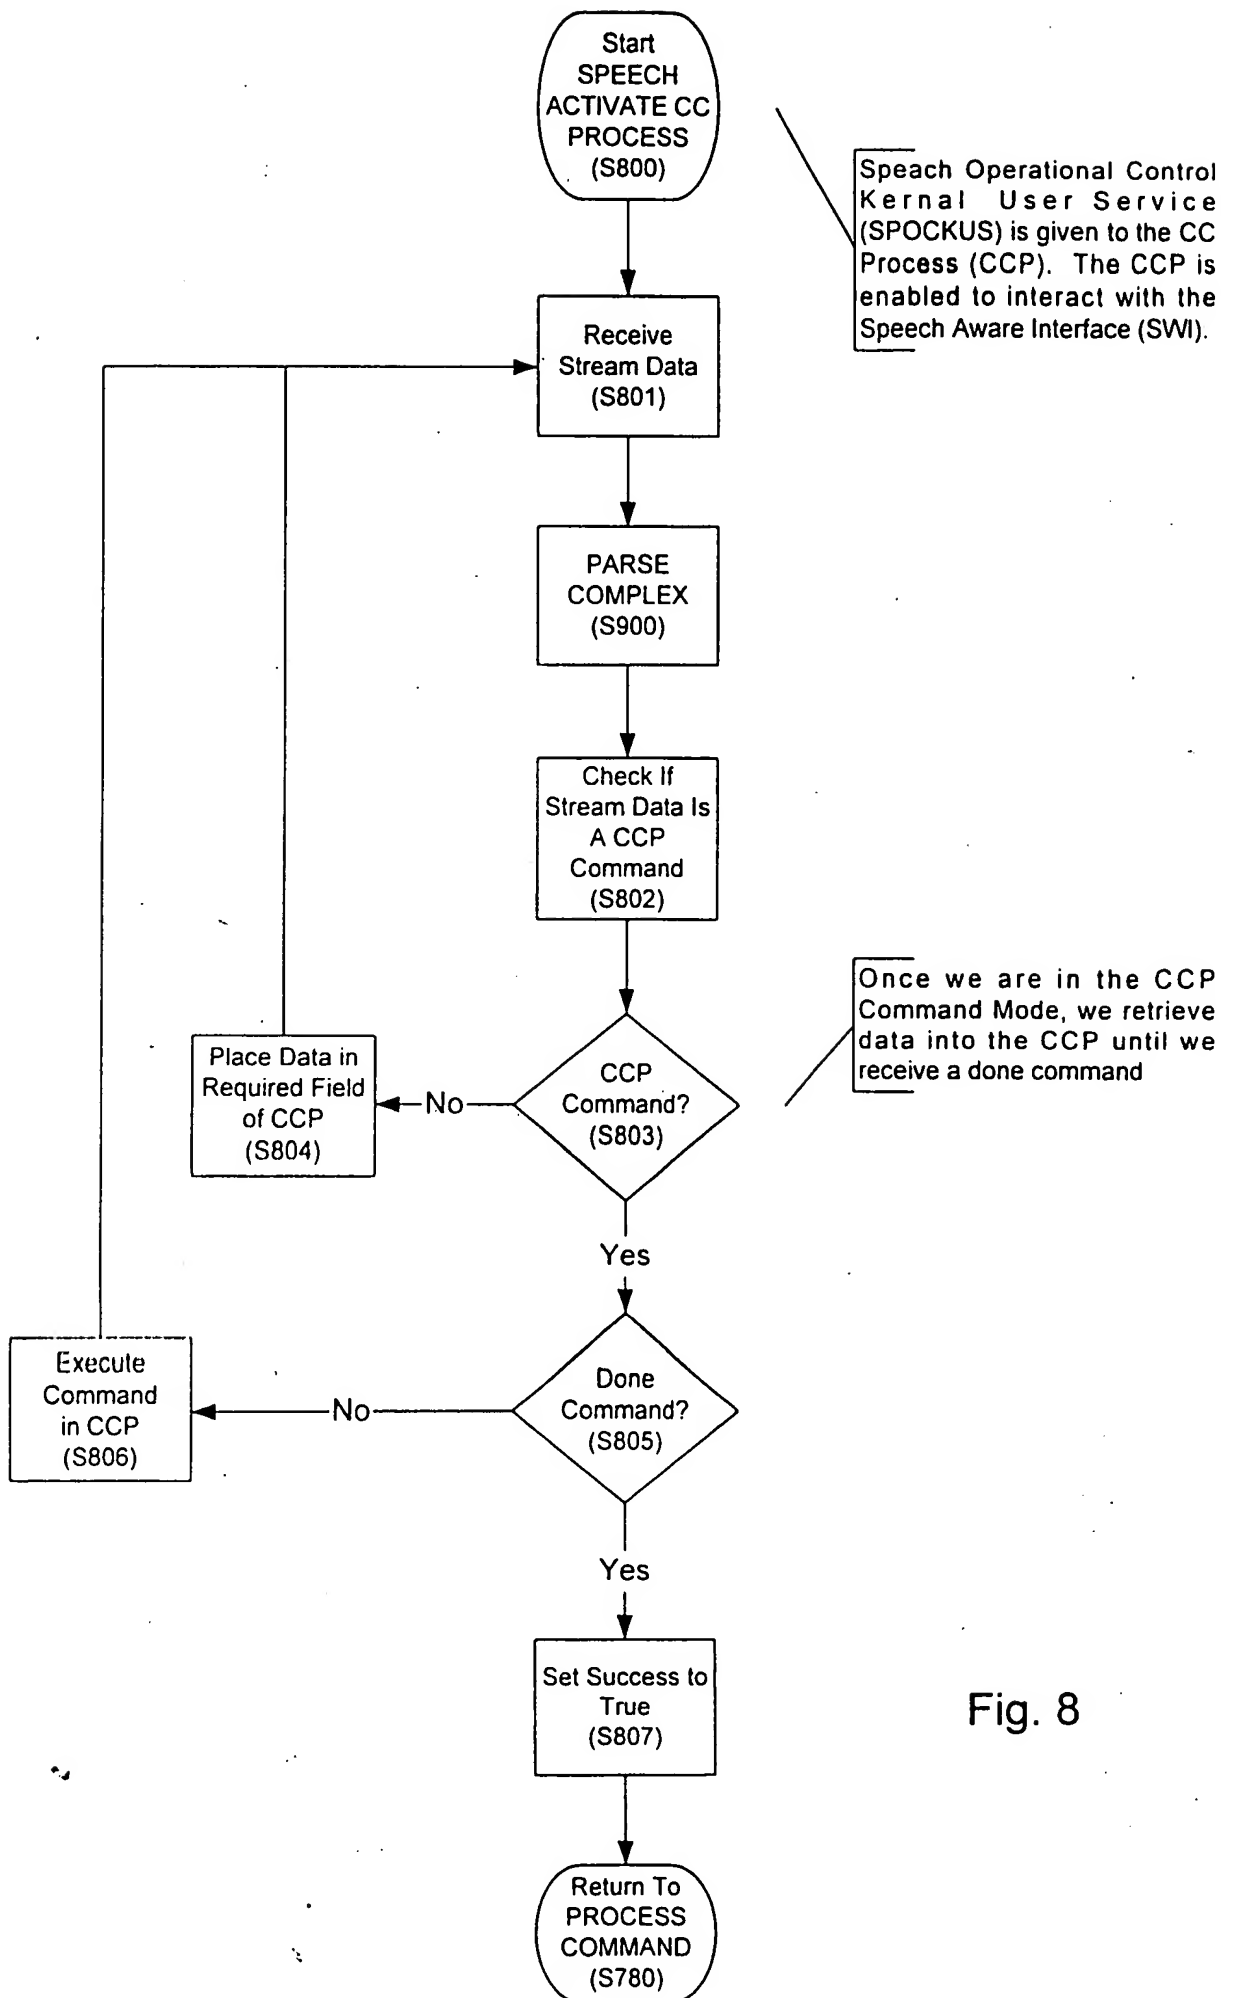 Start
SPEECH
ACTIVATE CC
PROCESS
(S800)
Speach Operational Control
Kernal User Service
(SPOCKUS) is given to the CC
Process (CCP). The CCP is
enabled to interact with the
Speech Aware Interface (SWI).
Receive
Stream Data
(S801)
PARSE
COMPLEX
(S900)
Check If
Stream Data Is
A CCP
Command
(S802)
Once we are in the CCP
Command Mode, we retrieve
data into the CCP until we
receive a done command
CCP
Command?
(S803)
No
Place Data in
Required Field
of CCP
(S804)
Yes
Done
Command?
(S805)
No
Execute
Command
in CCP
(S806)
Yes
Set Success to
True
(S807)
Fig. 8
Return To
PROCESS
COMMAND
(S780)